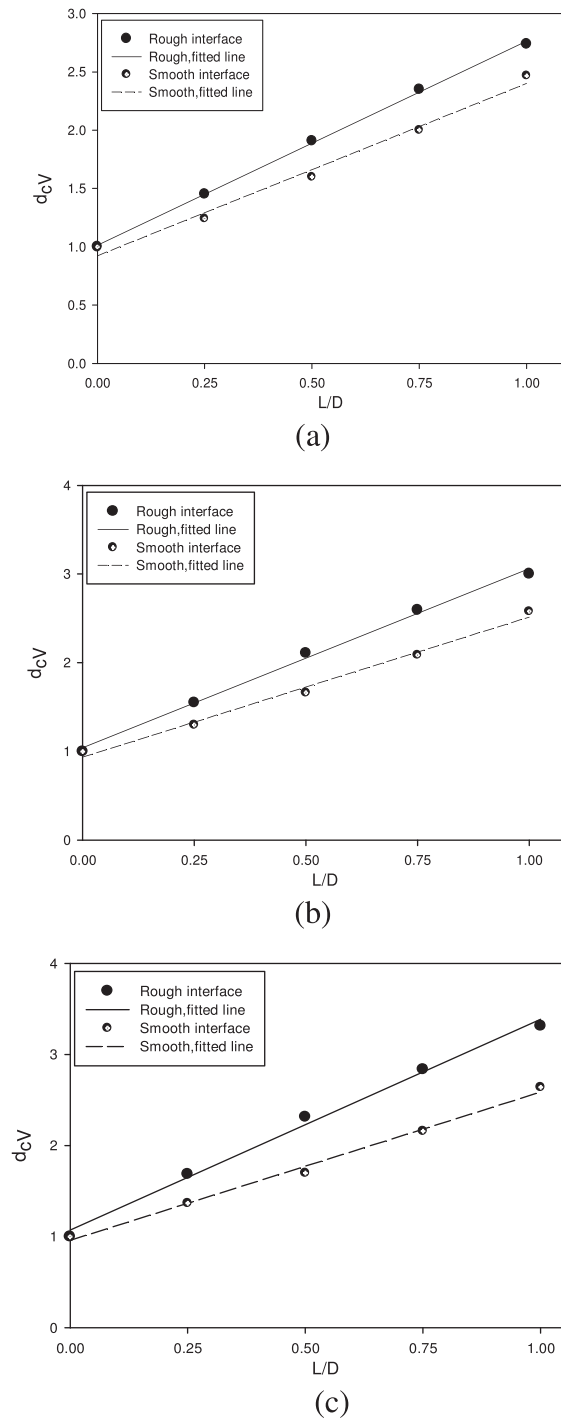 3.0
Rough interface
Rough,fitted line
Smooth interface
Smooth,fitted line
2.5
2.0
1.5
1.0
0.5
0.0
dcv
0.00 0.25 0.50 0.75 1.00
L/D
(a)
4
Rough interface
Rough,fitted line
Smooth interface
Smooth,fitted line
3
2
1
0
dcv
0.00 0.25 0.50 0.75 1.00
L/D
(b)
4
Rough interface
Rough,fitted line
Smooth interface
Smooth,fitted line
3
2
1
0
dcv
0.00 0.25 0.50 0.75 1.00
L/D
(c)